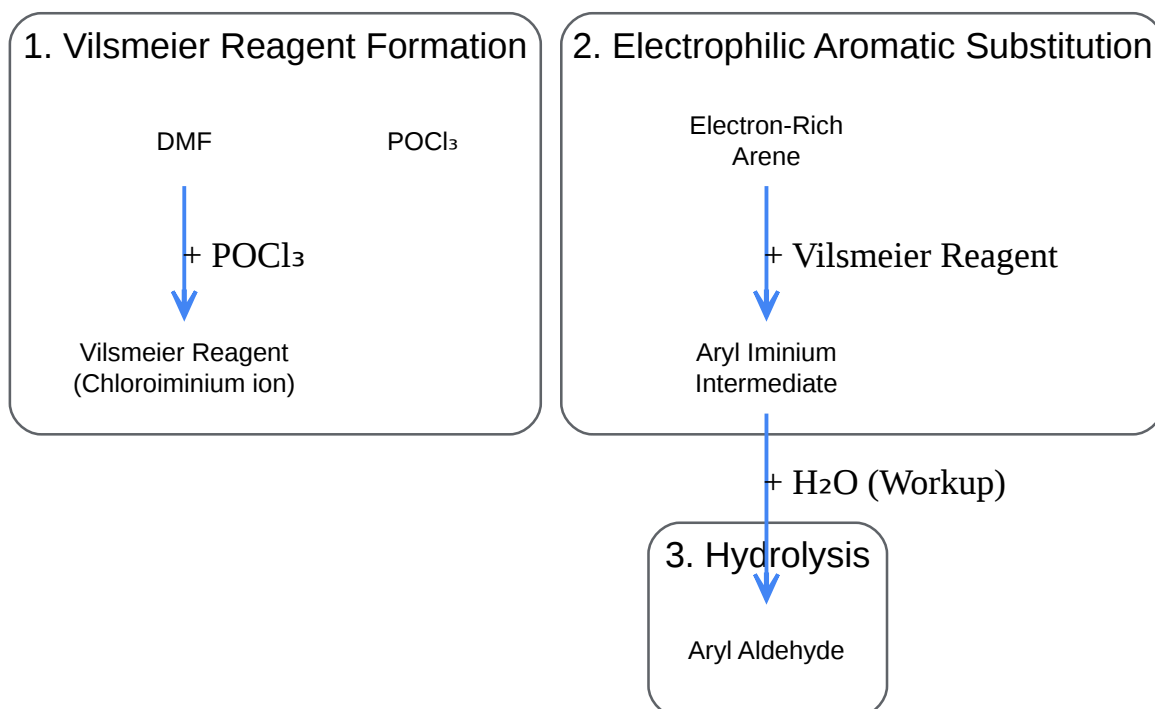 1. Vilsmeier Reagent Formation
DMF
POCl₃
+ POCl₃
Vilsmeier Reagent
(Chloroiminium ion)
2. Electrophilic Aromatic Substitution
Electron-Rich
Arene
+ Vilsmeier Reagent
Aryl Iminium
Intermediate
+ H₂O (Workup)
3. Hydrolysis
Aryl Aldehyde